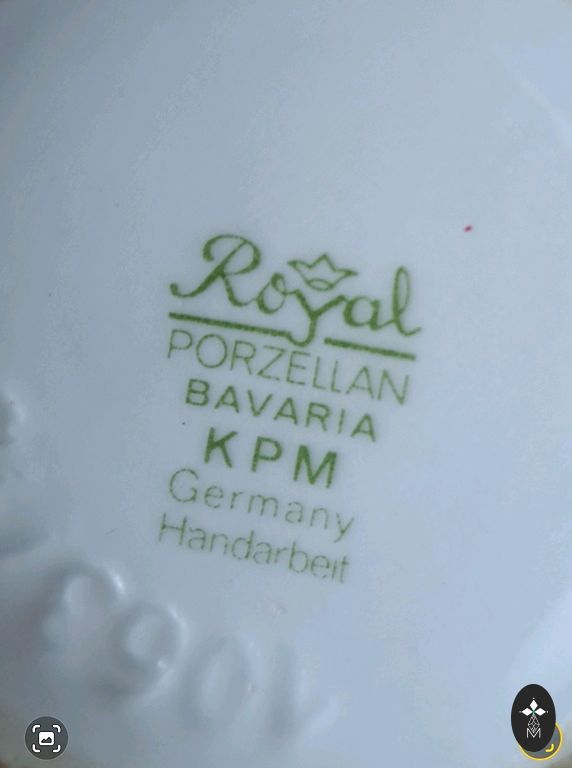 Royal
PORZELLAN
BAVARIA
KPM
Germany
Handarbeit